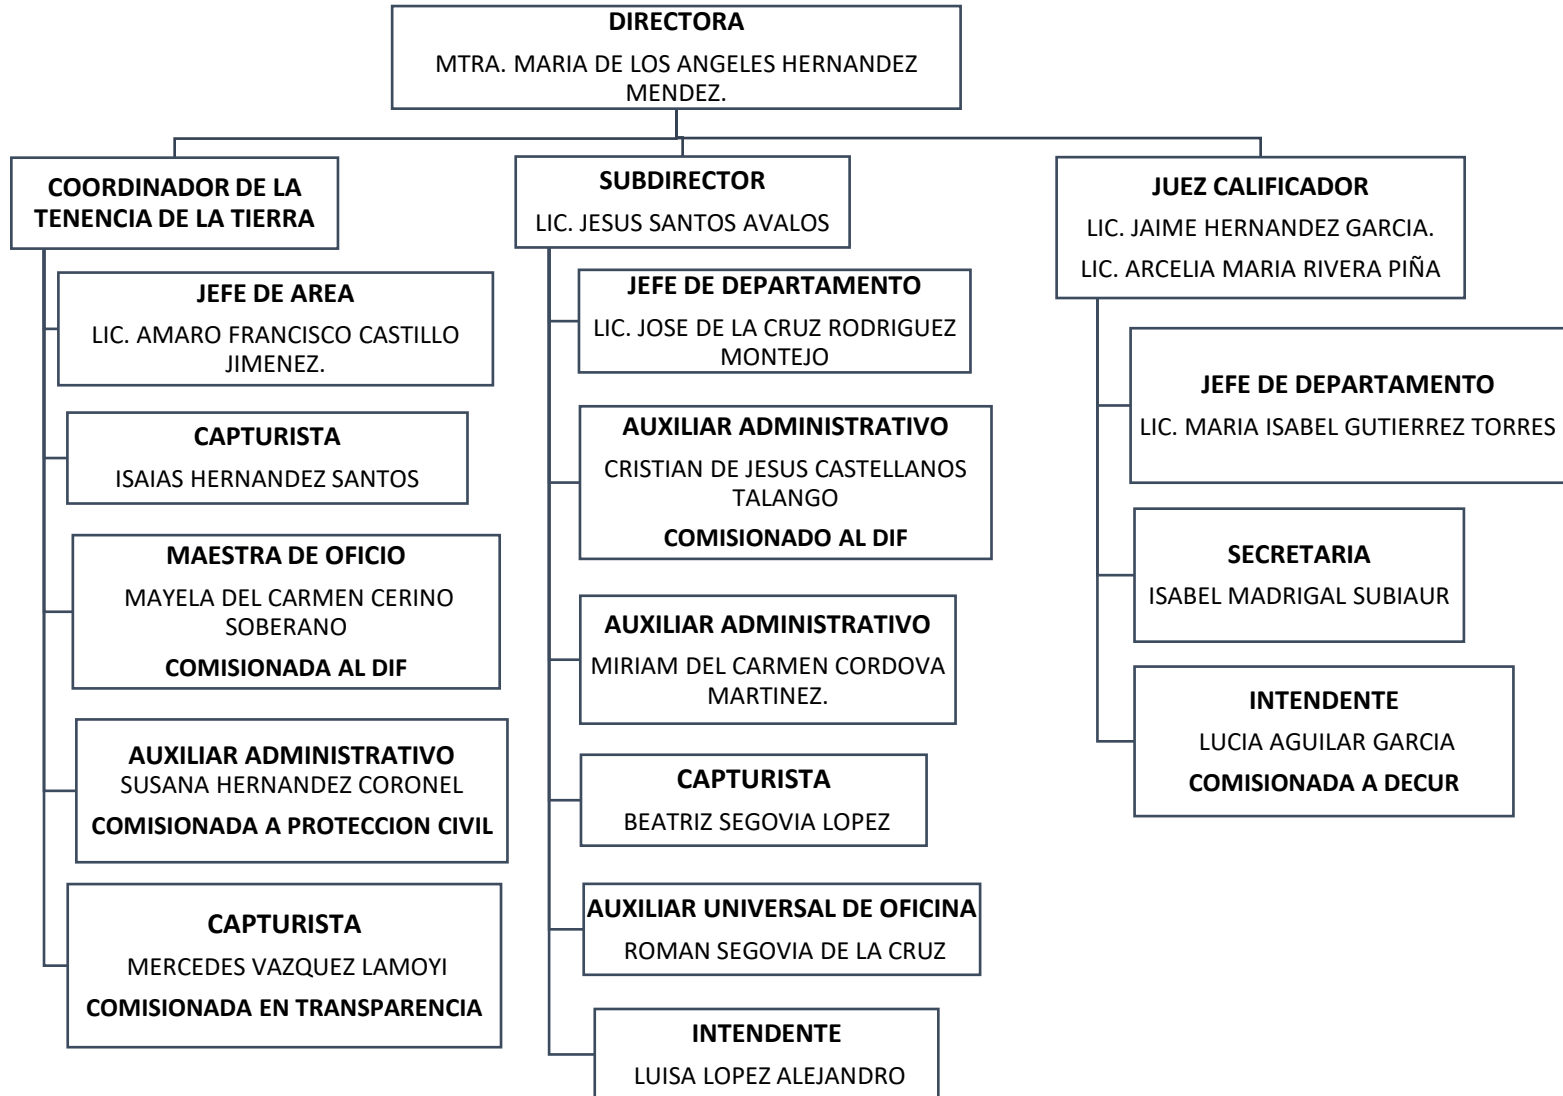 DIRECTORA
MTRA. MARIA DE LOS ANGELES HERNANDEZ
MENDEZ.
COORDINADOR DE LA
TENENCIA DE LA TIERRA
JEFE DE AREA
LIC. AMARO FRANCISCO CASTILLO
JIMENEZ.
CAPTURISTA
ISAIAS HERNANDEZ SANTOS
MAESTRA DE OFICIO
MAYELA DEL CARMEN CERINO
SOBERANO
COMISIONADA AL DIF
AUXILIAR ADMINISTRATIVO
SUSANA HERNANDEZ CORONEL
COMISIONADA A PROTECCION CIVIL
CAPTURISTA
MERCEDES VAZQUEZ LAMOYI
COMISIONADA EN TRANSPARENCIA
SUBDIRECTOR
LIC. JESUS SANTOS AVALOS
JEFE DE DEPARTAMENTO
LIC. JOSE DE LA CRUZ RODRIGUEZ
MONTEJO
AUXILIAR ADMINISTRATIVO
CRISTIAN DE JESUS CASTELLANOS
TALANGO
COMISIONADO AL DIF
AUXILIAR ADMINISTRATIVO
MIRIAM DEL CARMEN CORDOVA
MARTINEZ.
CAPTURISTA
BEATRIZ SEGOVIA LOPEZ
AUXILIAR UNIVERSAL DE OFICINA
ROMAN SEGOVIA DE LA CRUZ
INTENDENTE
LUISA LOPEZ ALEJANDRO
JUEZ CALIFICADOR
LIC. JAIME HERNANDEZ GARCIA.
LIC. ARCELIA MARIA RIVERA PIÑA
JEFE DE DEPARTAMENTO
LIC. MARIA ISABEL GUTIERREZ TORRES
SECRETARIA
ISABEL MADRIGAL SUBIAUR
INTENDENTE
LUCIA AGUILAR GARCIA
COMISIONADA A DECUR